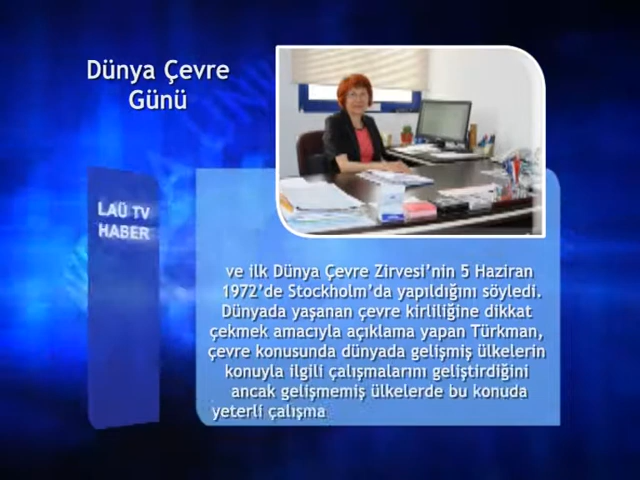 Dünya Çevre
Günü
LAÜ TV
HABER
ve ilk Dünya Çevre Zirvesi'nin 5 Haziran
1972'de Stockholm'da yapıldığını söyledi.
Dünyada yaşanan çevre kirliliğine dikkat
çekmek amacıyla açıklama yapan Türkman,
çevre konusunda dünyada gelişmiş ülkelerin
konuyla ilgili çalışmalarını geliştirdiğini
ancak gelişmemiş ülkelerde bu konuda
yeterli çalışma